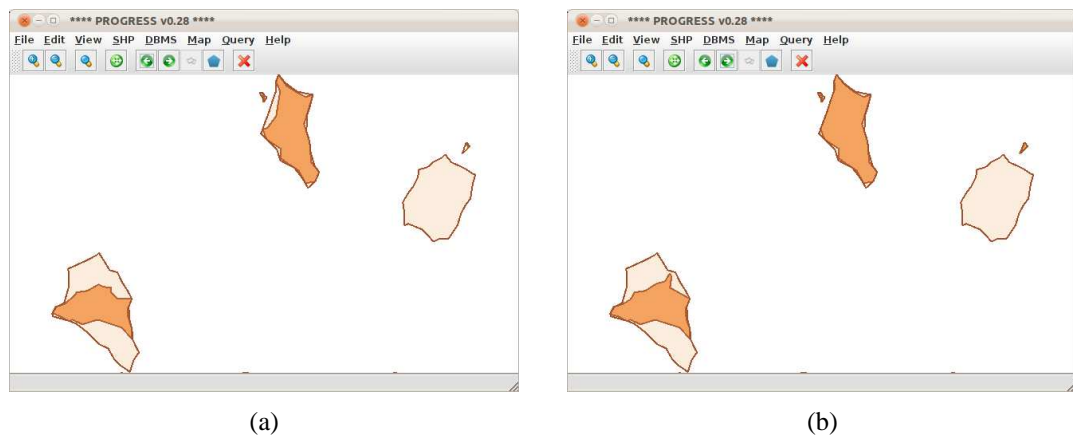 **** PROGRESS v0.28 ****
File Edit View SHP DBMS Map Query Help
(a)
**** PROGRESS v0.28 ****
File Edit View SHP DBMS Map Query Help
(b)